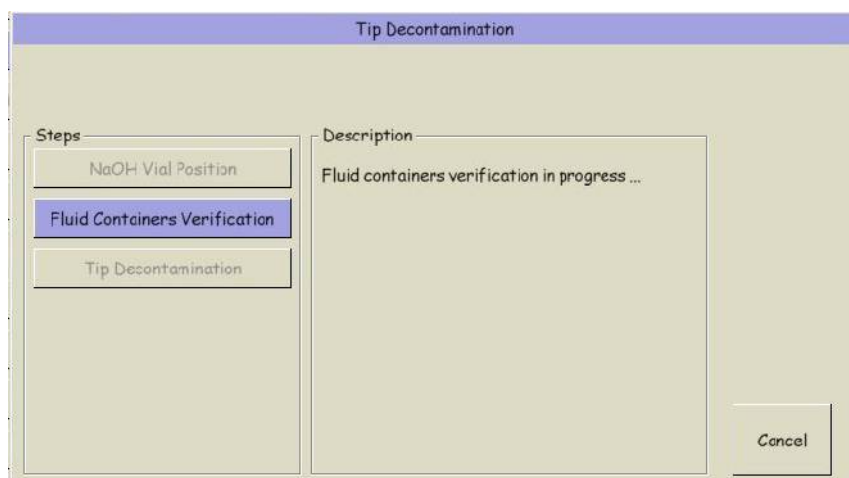 Tip Decontamination
Steps
NaOH Vial Position
Fluid Containers Verification
Tip Decontamination
Description
Fluid containers verification in progress ...
Cancel